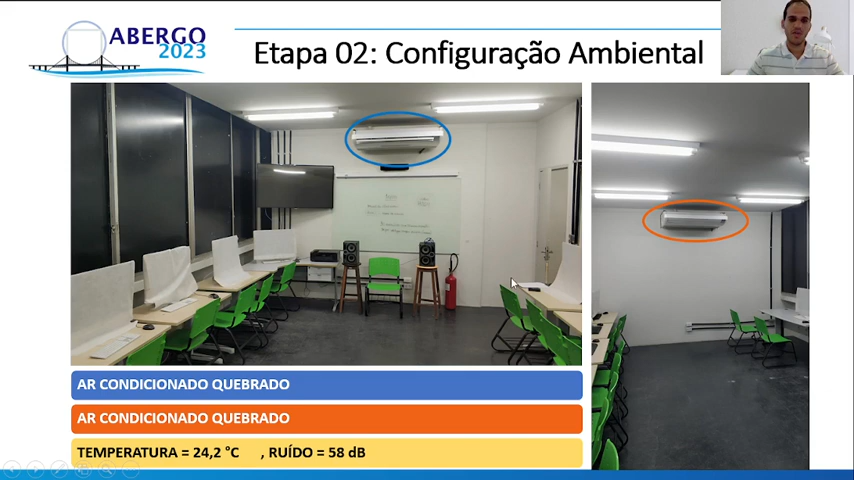 ABERGO
2023
Etapa 02: Configuração Ambiental
AR CONDICIONADO QUEBRADO
AR CONDICIONADO QUEBRADO
TEMPERATURA = 24,2 °C , RUÍDO = 58 dB